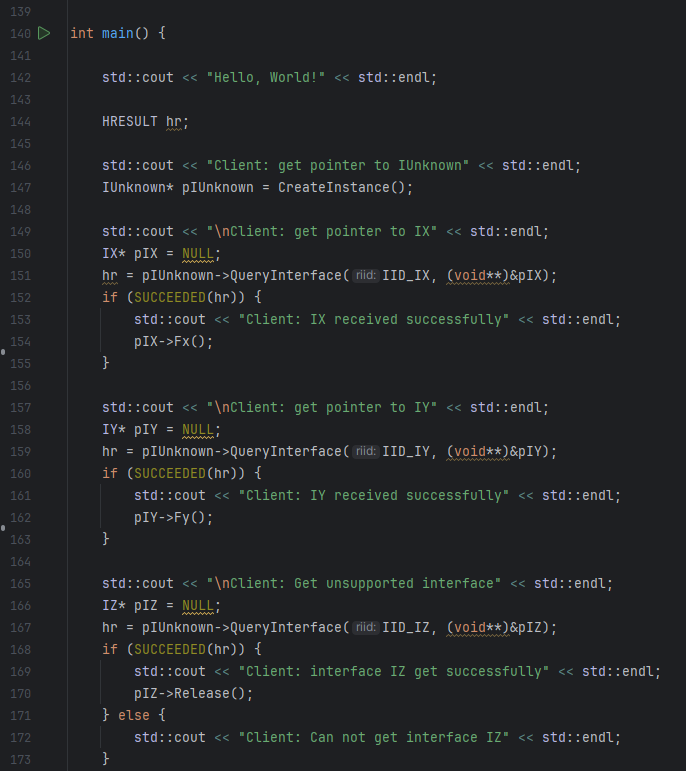 139
140 int main() {
141
142 std::cout << "Hello, World!" << std::endl;
143
144 HRESULT hr;
145
146 std::cout << "Client: get pointer to IUnknown" << std::endl;
147 IUnknown* pIUnknown = CreateInstance();
148
149 std::cout << "\nClient: get pointer to IX" << std::endl;
150 IX* pIX = NULL;
151 hr = pIUnknown->QueryInterface( riid: IID_IX, (void**)&pIX);
152 if (SUCCEEDED(hr)) {
153 std::cout << "Client: IX received successfully" << std::endl;
154 pIX->Fx();
155 }
156
157 std::cout << "\nClient: get pointer to IY" << std::endl;
158 IY* pIY = NULL;
159 hr = pIUnknown->QueryInterface( riid: IID_IY, (void**)&pIY);
160 if (SUCCEEDED(hr)) {
161 std::cout << "Client: IY received successfully" << std::endl;
162 pIY->Fy();
163 }
164
165 std::cout << "\nClient: Get unsupported interface" << std::endl;
166 IZ* pIZ = NULL;
167 hr = pIUnknown->QueryInterface( riid: IID_IZ, (void**)&pIZ);
168 if (SUCCEEDED(hr)) {
169 std::cout << "Client: interface IZ get successfully" << std::endl;
170 pIZ->Release();
171 } else {
172 std::cout << "Client: Can not get interface IZ" << std::endl;
173 }